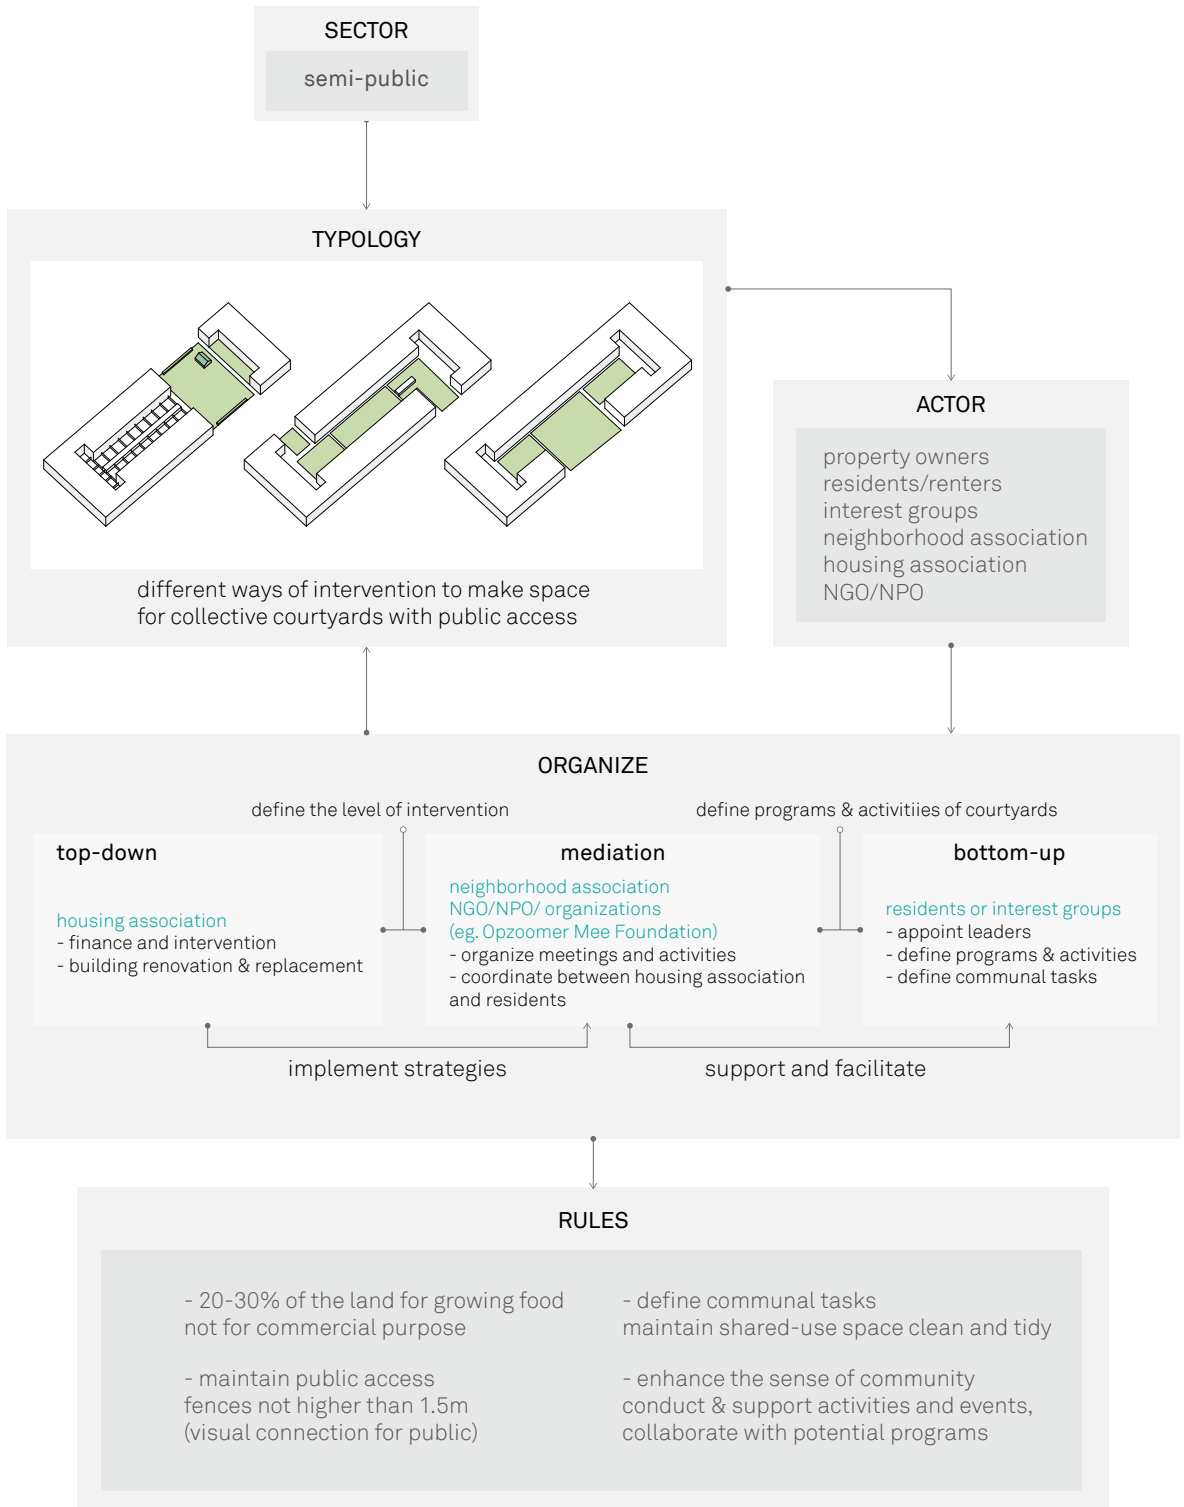 SECTOR
semi-public
TYPOLOGY
different ways of intervention to make space
for collective courtyards with public access
ACTOR
property owners
residents/renters
interest groups
neighborhood association
housing association
NGO/NPO
ORGANIZE
define the level of intervention
define programs & activitiies of courtyards
top-down
housing association
- finance and intervention
- building renovation & replacement
mediation
neighborhood association
NGO/NPO/ organizations
(eg. Opzoomer Mee Foundation)
- organize meetings and activities
- coordinate between housing association
and residents
bottom-up
residents or interest groups
- appoint leaders
- define programs & activities
- define communal tasks
implement strategies
support and facilitate
RULES
- 20-30% of the land for growing food
not for commercial purpose
- maintain public access
fences not higher than 1.5m
(visual connection for public)
- define communal tasks
maintain shared-use space clean and tidy
- enhance the sense of community
conduct & support activities and events,
collaborate with potential programs